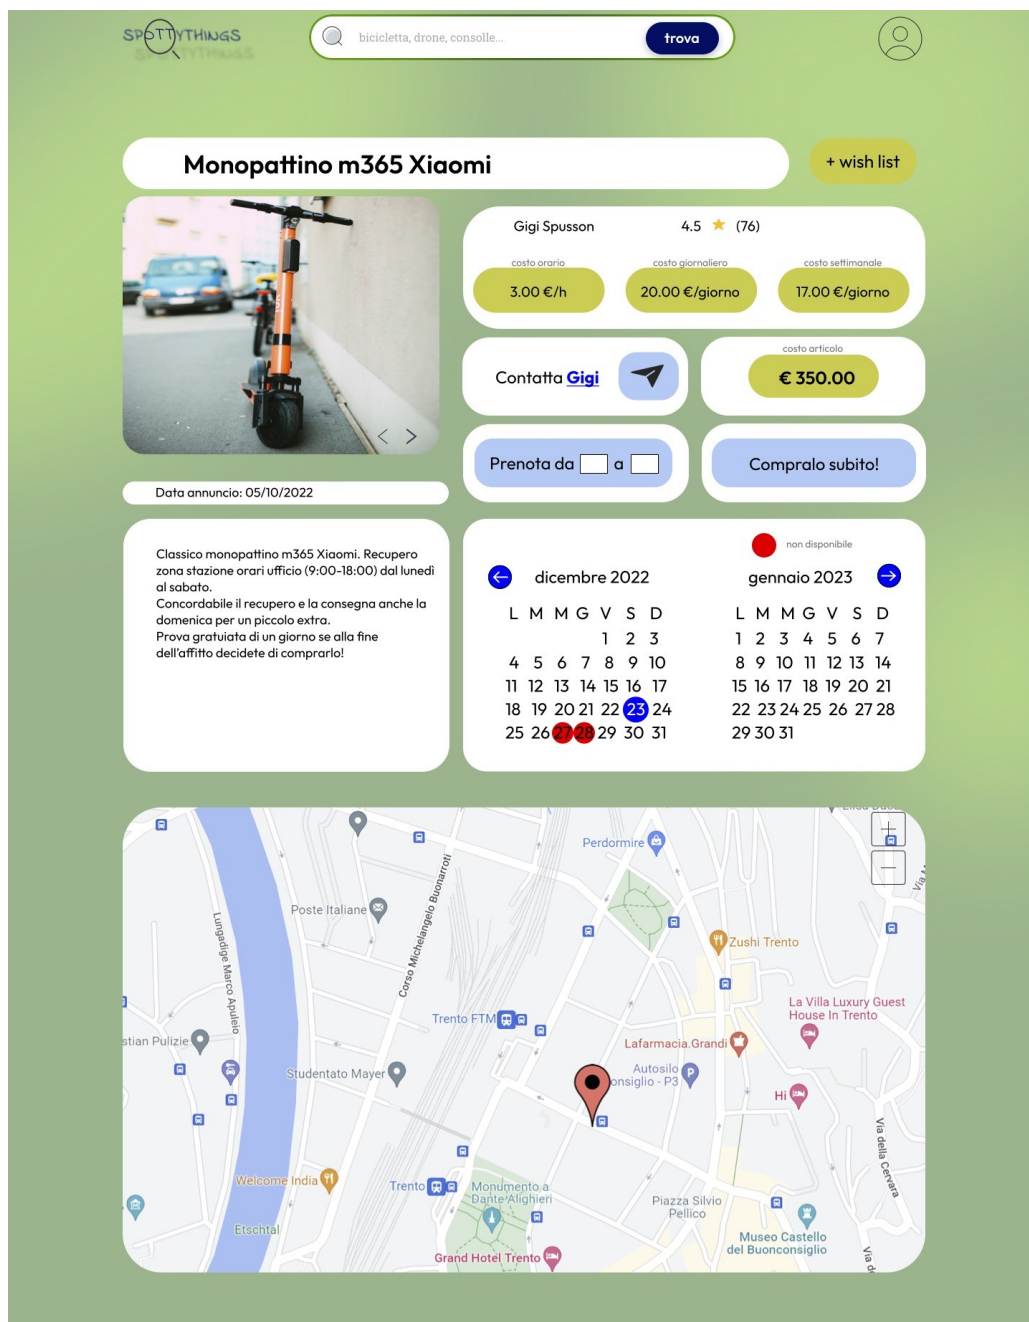 SPOTTYTHINGS
bicicletta, drone, consolle...
trova
Monopattino m365 Xiaomi
+ wish list
Gigi Spusson
4.5 ★ (76)
costo orario
costo giornaliero
costo settimanale
3.00 €/h
20.00 €/giorno
17.00 €/giorno
Contatta Gigi
costo articolo
€ 350.00
Prenota da a
Compralo subito!
Data annuncio: 05/10/2022
Classico monopattino m365 Xiaomi. Recupero
zona stazione orari ufficio (9:00-18:00) dal lunedì
al sabato.
Concordabile il recupero e la consegna anche la
domenica per un piccolo extra.
Prova gratuiata di un giorno se alla fine
dell'affitto decidete di comprarlo!
non disponibile
dicembre 2022
L M M G V S D
1 2 3
4 5 6 7 8 9 10
11 12 13 14 15 16 17
18 19 20 21 22 23 24
25 26 27 28 29 30 31
gennaio 2023
L M M G V S D
1 2 3 4 5 6 7
8 9 10 11 12 13 14
15 16 17 18 19 20 21
22 23 24 25 26 27 28
29 30 31
Perdormire
Poste Italiane
Corso Michelangelo Buonarroti
Lungadige Marco Apuleio
Zushi Trento
La Villa Luxury Guest
House In Trento
Trento FTM
stian Pulizie
Lafarmacia.Grandi
Studentato Mayer
Autosilo
onsiglio - P3
Hi
Via della Cervara
Welcome India
Trento
Monumento a
Dante Alighieri
Piazza Silvio
Pellico
Etschtal
Museo Castello
del Buonconsiglio
Grand Hotel Trento